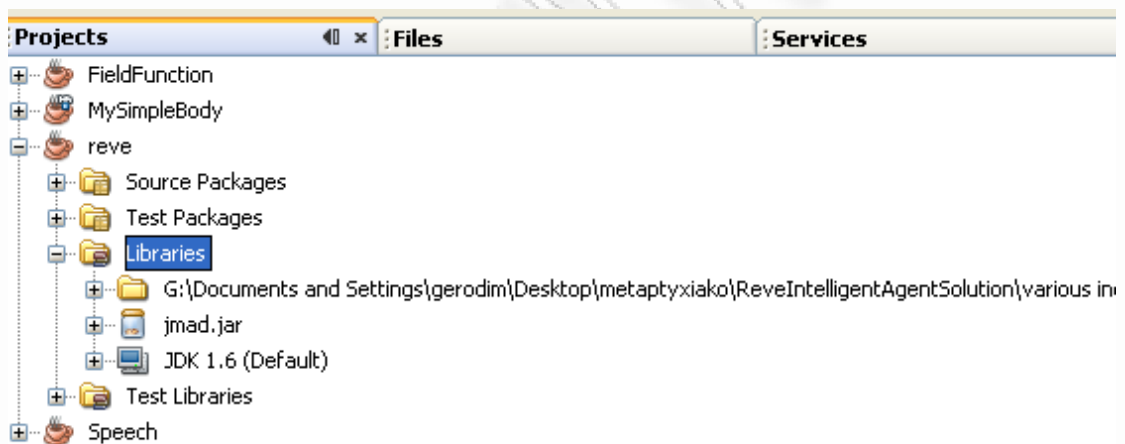 Projects Files Services
FieldFunction
MySimpleBody
reve
Source Packages
Test Packages
Libraries
G:\Documents and Settings\gerodim\Desktop\metaptyxiako\ReveIntelligentAgentSolution\various
jmad.jar
JDK 1.6 (Default)
Test Libraries
Speech